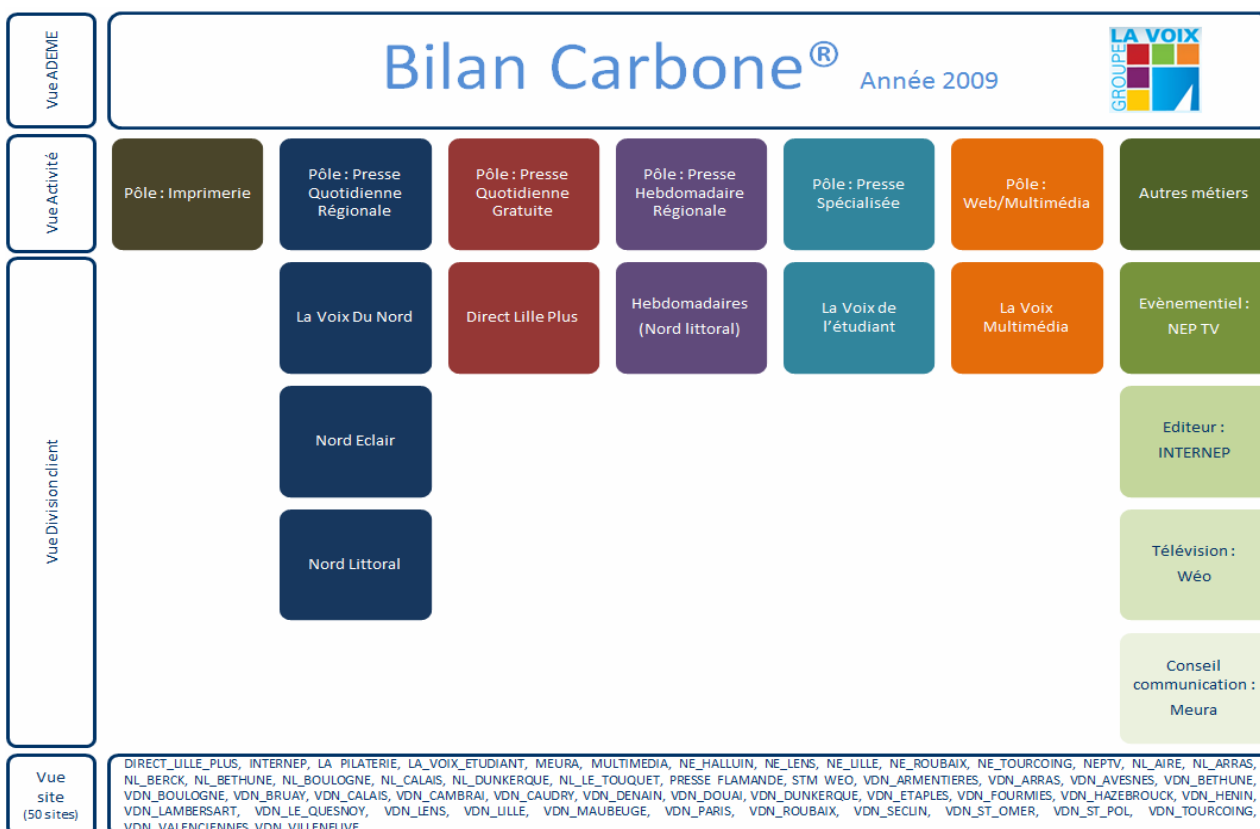 Vue ADEME
Bilan Carbone® Année 2009
GROUPE
LA VOIX
Vue Activité
Pôle : Imprimerie
Pôle : Presse
Quotidienne
Régionale
Pôle : Presse
Quotidienne
Gratuite
Pôle : Presse
Hebdomadaire
Régionale
Pôle : Presse
Spécialisée
Pôle :
Web/Multimédia
Autres métiers
Vue Division client
La Voix Du Nord
Direct Lille Plus
Hebdomadaires
(Nord littoral)
La Voix de
l'étudiant
La Voix
Multimédia
Evènementiel :
NEP TV
Nord Eclair
Editeur :
INTERNEP
Nord Littoral
Télévision :
Wéo
Conseil
communication :
Meura
Vue
site
(50 sites)
DIRECT_LILLE_PLUS, INTERNEP, LA PILATERIE, LA_VOIX_ETUDIANT, MEURA, MULTIMEDIA, NE_HALLUIN, NE_LENS, NE_LILLE, NE_ROUBAIX, NE_TOURCOING, NEPTV, NL_AIRE, NL_ARRAS,
NL_BERCK, NL_BETHUNE, NL_BOULOGNE, NL_CALAIS, NL_DUNKERQUE, NL_LE_TOUQUET, PRESSE FLAMANDE, STM WEO, VDN_ARMENTIERES, VDN_ARRAS, VDN_AVESNES, VDN_BETHUNE,
VDN_BOULOGNE, VDN_BRUAY, VDN_CALAIS, VDN_CAMBRAI, VDN_CAUDRY, VDN_DENAIN, VDN_DOUAI, VDN_DUNKERQUE, VDN_ETAPLES, VDN_FOURMIES, VDN_HAZEBROUCK, VDN_HENIN,
VDN_LAMBERSART, VDN_LE_QUESNOY, VDN_LENS, VDN_LILLE, VDN_MAUBEUGE, VDN_PARIS, VDN_ROUBAIX, VDN_SECLIN, VDN_ST_OMER, VDN_ST_POL, VDN_TOURCOING,
VDN_VALENCIENNES, VDN_VILLENEUVE